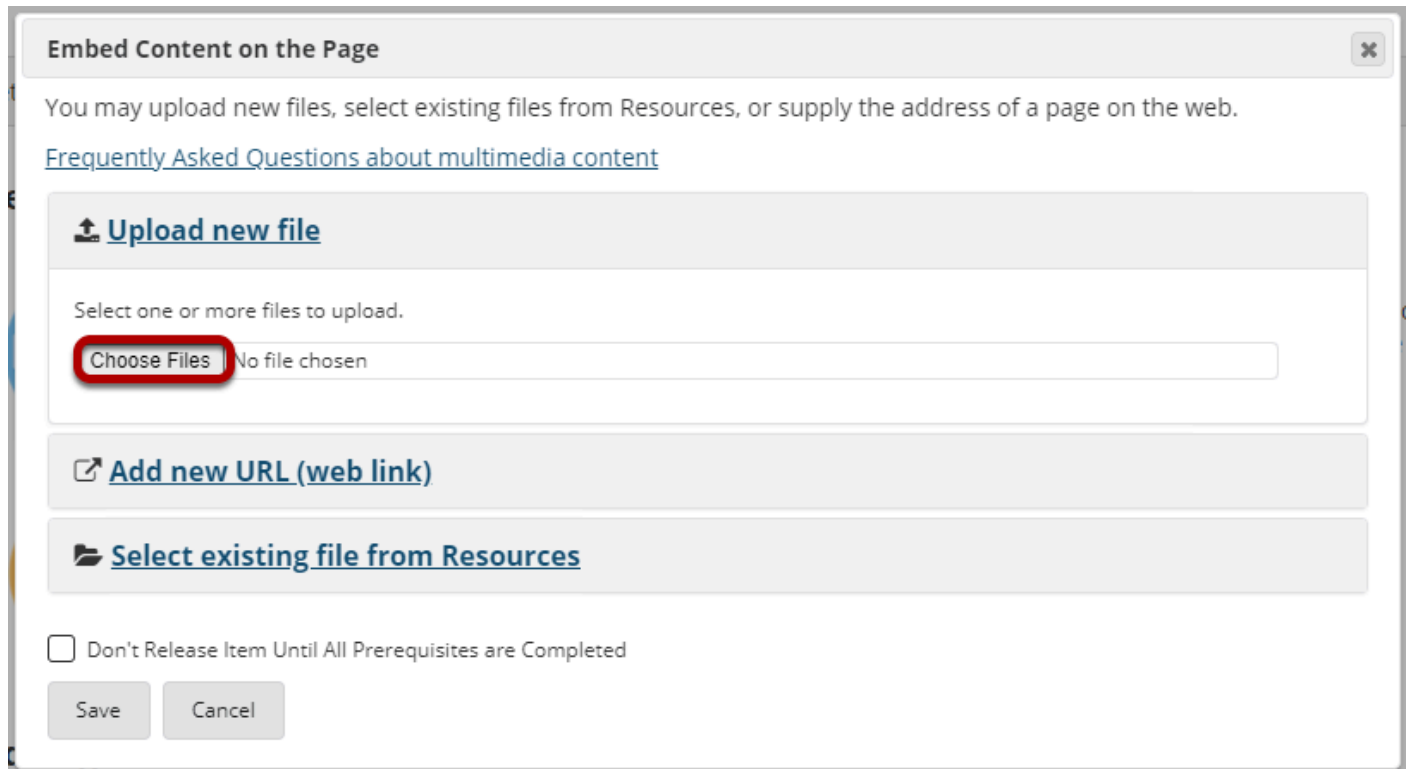 Embed Content on the Page
You may upload new files, select existing files from Resources, or supply the address of a page on the web.
Frequently Asked Questions about multimedia content
Upload new file
Select one or more files to upload.
Choose Files No file chosen
Add new URL (web link)
Select existing file from Resources
Don't Release Item Until All Prerequisites are Completed
Save Cancel